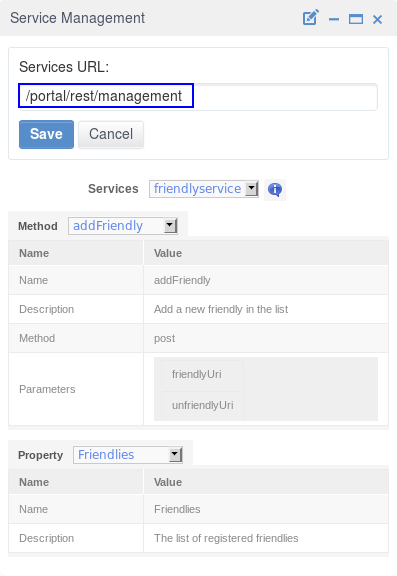 Service Management
Services URL:
/portal/rest/management
Save Cancel
Services friendlyservice
Method addFriendly
Name Value
Name addFriendly
Description Add a new friendly in the list
Method post
Parameters friendlyUri
unfriendlyUri
Property Friendlies
Name Value
Name Friendlies
Description The list of registered friendlies